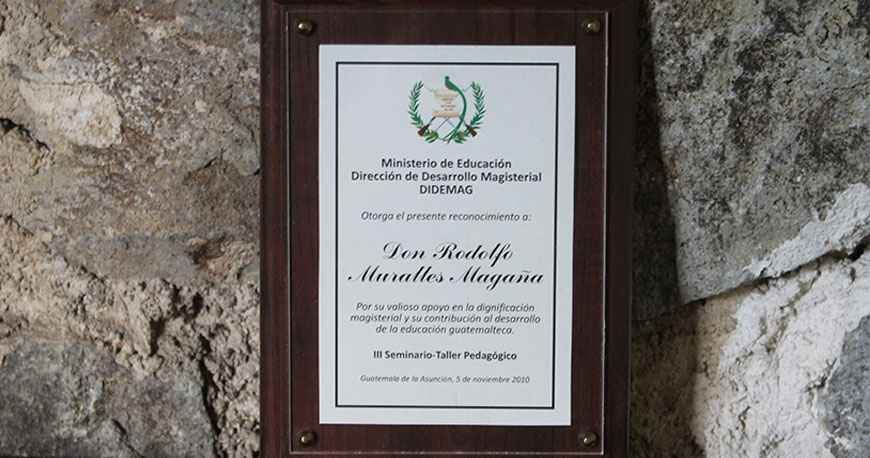 Ministerio de Educación
Dirección de Desarrollo Magisterial
DIDEMAG
Otorga el presente reconocimiento a:
Don Rodolfo
Muralles Magaña
Por su valioso apoyo en la dignificación
magisterial y su contribución al desarrollo
de la educación guatemalteca.
III Seminario-Taller Pedagógico
Guatemala de la Asunción, 5 de noviembre 2010